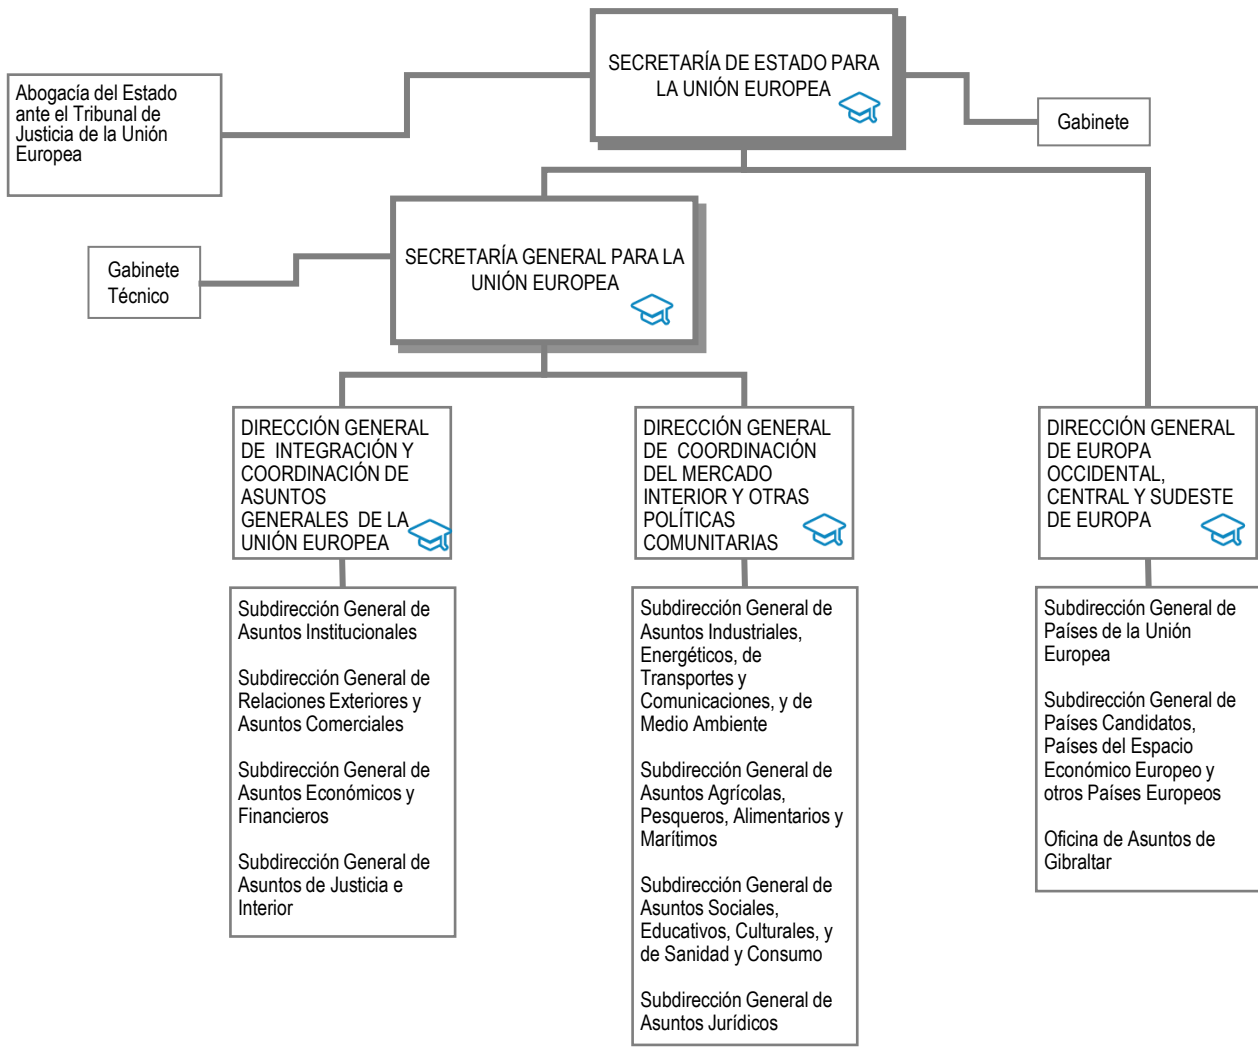 SECRETARÍA DE ESTADO PARA
LA UNIÓN EUROPEA
Abogacía del Estado
ante el Tribunal de
Justicia de la Unión
Europea
Gabinete
SECRETARÍA GENERAL PARA LA
UNIÓN EUROPEA
Gabinete
Técnico
DIRECCIÓN GENERAL
DE INTEGRACIÓN Y
COORDINACIÓN DE
ASUNTOS
GENERALES DE LA
UNIÓN EUROPEA
DIRECCIÓN GENERAL
DE COORDINACIÓN
DEL MERCADO
INTERIOR Y OTRAS
POLÍTICAS
COMUNITARIAS
DIRECCIÓN GENERAL
DE EUROPA
OCCIDENTAL,
CENTRAL Y SUDESTE
DE EUROPA
Subdirección General de
Asuntos Institucionales
Subdirección General de
Relaciones Exteriores y
Asuntos Comerciales
Subdirección General de
Asuntos Económicos y
Financieros
Subdirección General de
Asuntos de Justicia e
Interior
Subdirección General de
Asuntos Industriales,
Energéticos, de
Transportes y
Comunicaciones, y de
Medio Ambiente
Subdirección General de
Asuntos Agrícolas,
Pesqueros, Alimentarios y
Marítimos
Subdirección General de
Asuntos Sociales,
Educativos, Culturales, y
de Sanidad y Consumo
Subdirección General de
Asuntos Jurídicos
Subdirección General de
Países de la Unión
Europea
Subdirección General de
Países Candidatos,
Países del Espacio
Económico Europeo y
otros Países Europeos
Oficina de Asuntos de
Gibraltar